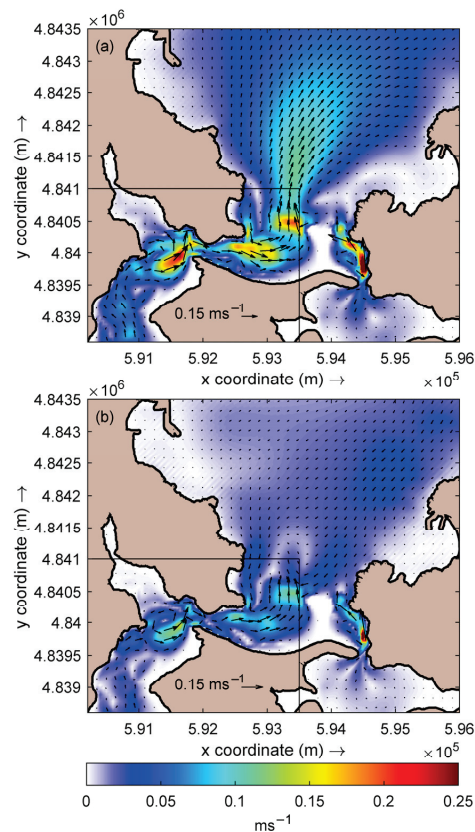 × 10⁶
4.8435
(a)
4.843
4.8425
4.842
4.8415
4.841
4.8405
4.84
4.8395
4.839
y coordinate (m) →
0.15 ms⁻¹
5.91 5.92 5.93 5.94 5.95 5.96
x coordinate (m) →
× 10⁵
× 10⁶
4.8435
(b)
4.843
4.8425
4.842
4.8415
4.841
4.8405
4.84
4.8395
4.839
y coordinate (m) →
0.15 ms⁻¹
5.91 5.92 5.93 5.94 5.95 5.96
x coordinate (m) →
× 10⁵
0 0.05 0.1 0.15 0.2 0.25
ms⁻¹